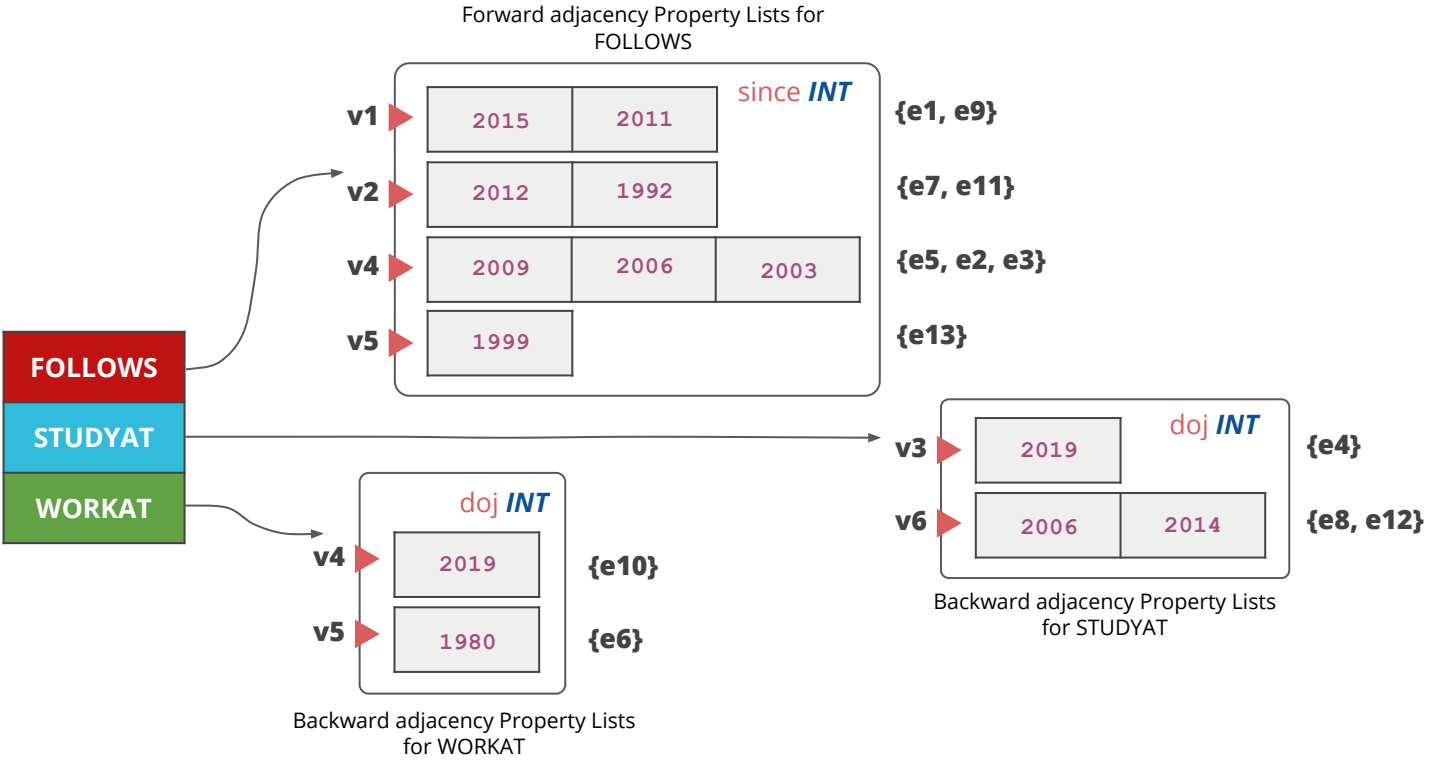 Forward adjacency Property Lists for
FOLLOWS
since INT
v1 2015 2011 {e1, e9}
v2 2012 1992 {e7, e11}
v4 2009 2006 2003 {e5, e2, e3}
v5 1999 {e13}
FOLLOWS
STUDYAT
WORKAT
doj INT
v3 2019 {e4}
v6 2006 2014 {e8, e12}
Backward adjacency Property Lists
for STUDYAT
doj INT
v4 2019 {e10}
v5 1980 {e6}
Backward adjacency Property Lists
for WORKAT